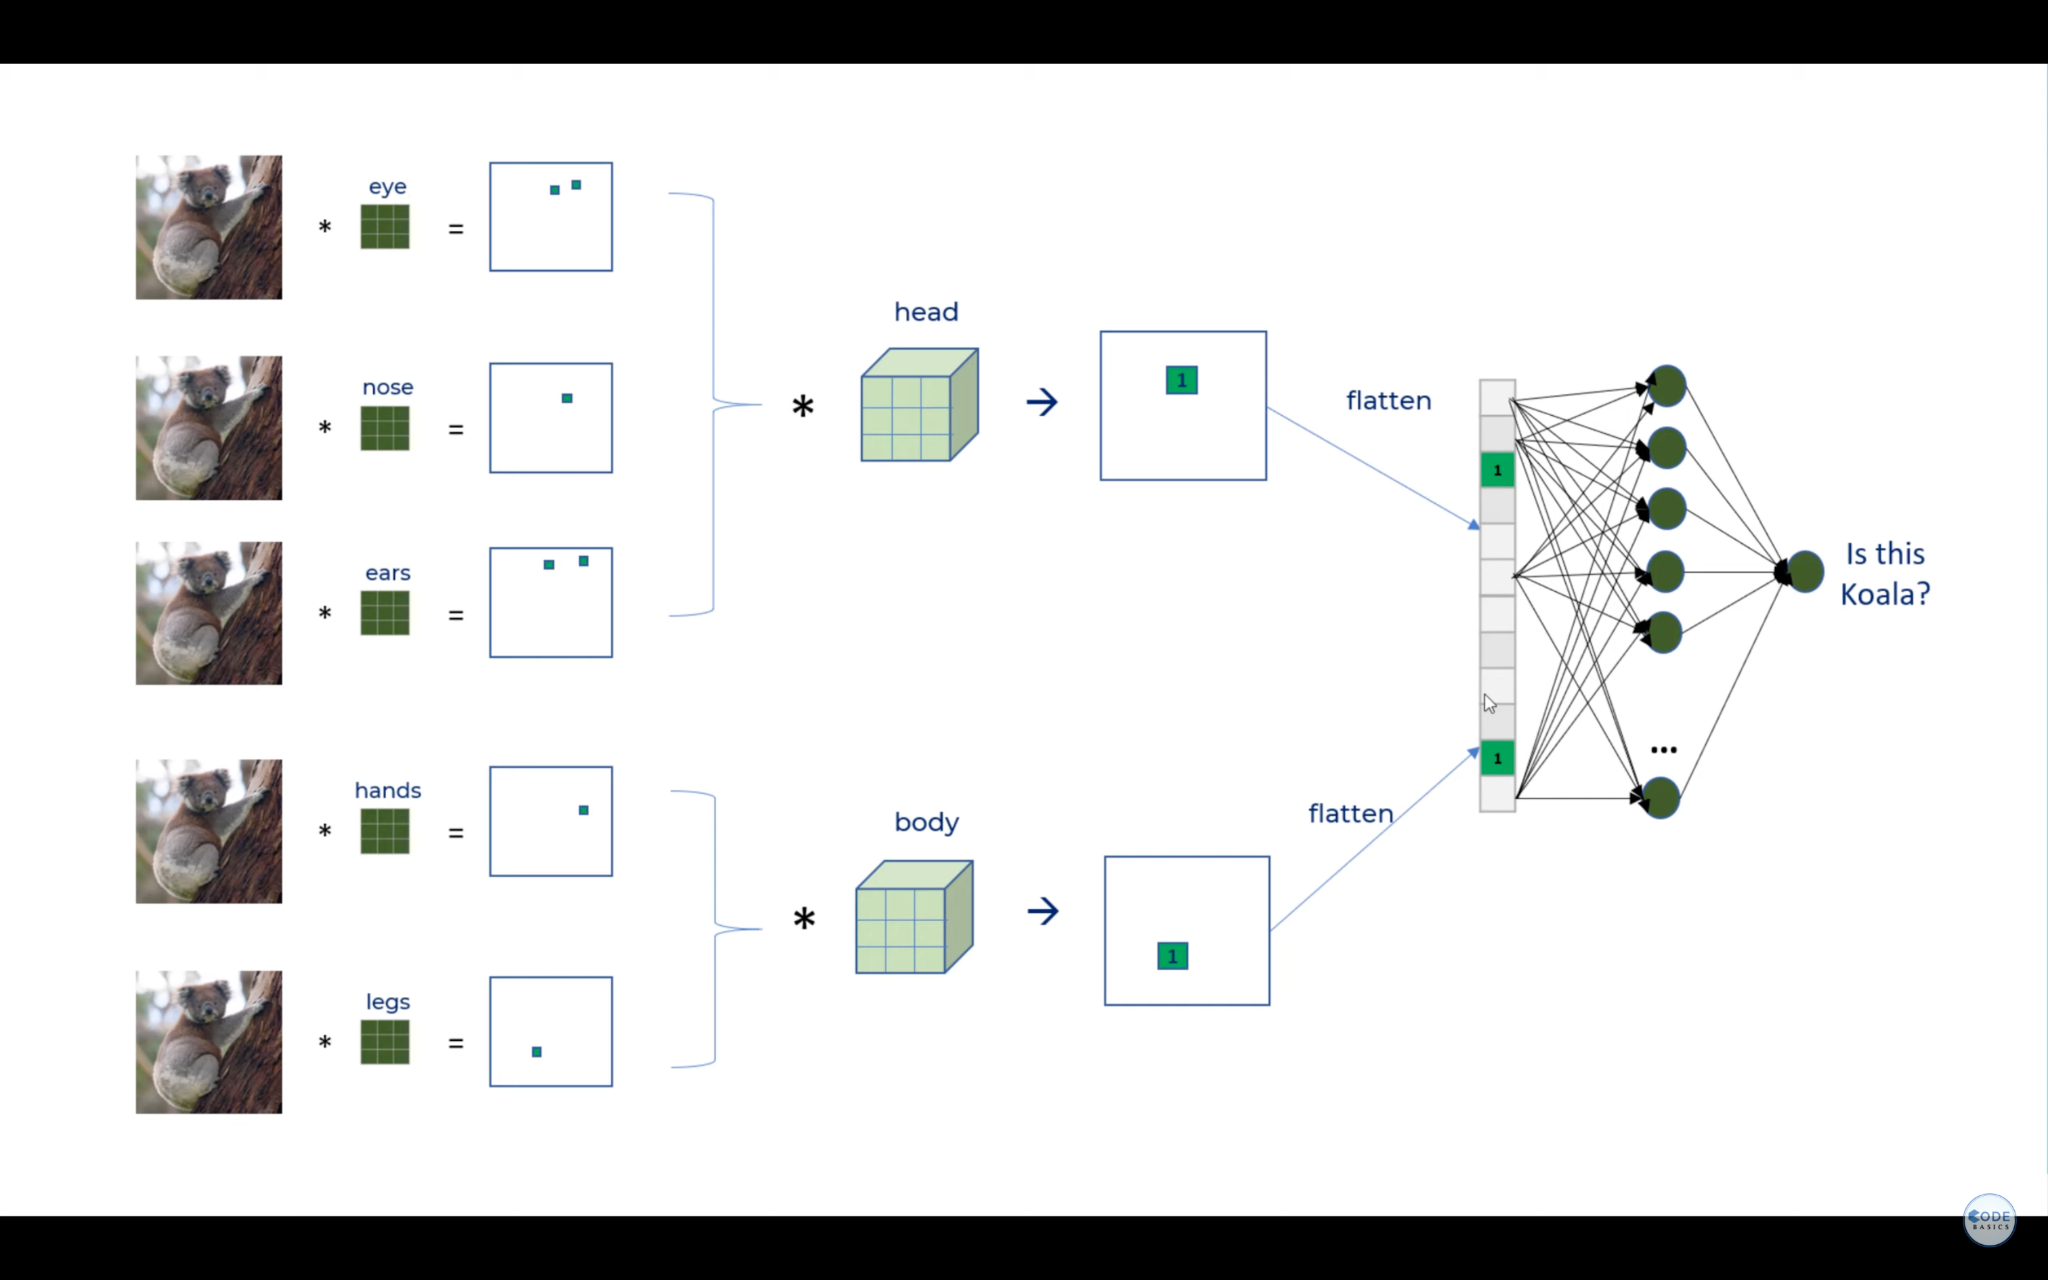 eye
*
=
nose
*
=
ears
*
=
head
*
→
1
flatten
hands
*
=
legs
*
=
body
*
→
1
flatten
1
1
...
Is this
Koala?
CODE
BASICS